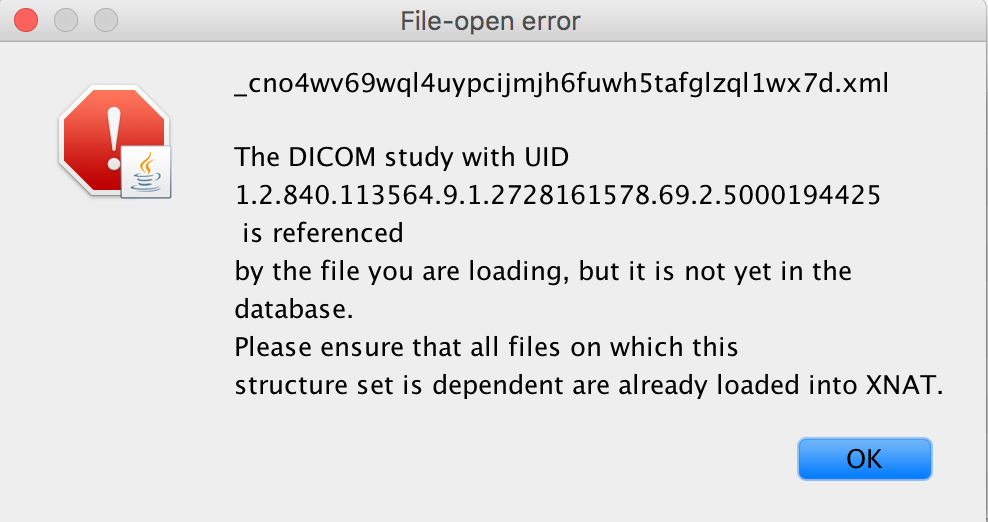 File-open error
_cno4wv69wql4uypcijmjh6fuwh5tafglzql1wx7d.xml
The DICOM study with UID
1.2.840.113564.9.1.2728161578.69.2.5000194425
is referenced
by the file you are loading, but it is not yet in the
database.
Please ensure that all files on which this
structure set is dependent are already loaded into XNAT.
OK